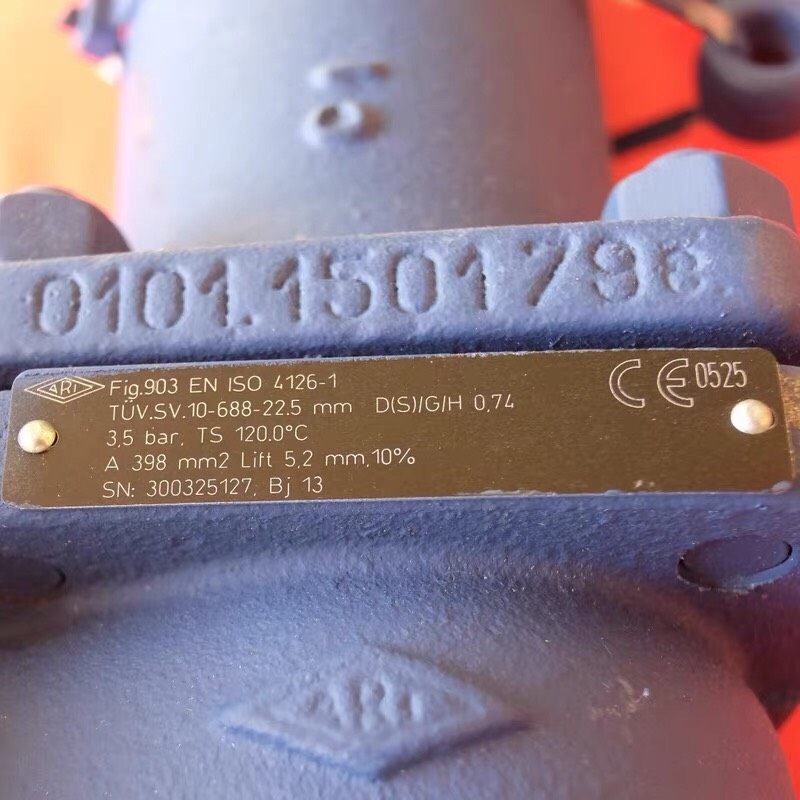 0101.150179
ARI Fig.903 EN ISO 4126-1 CE 0525
TÜV.SV.10-688-22.5 mm D(S)/G/H 0,74
3,5 bar, TS 120.0°C
A 398 mm2 Lift 5,2 mm,10%
SN: 300325127, Bj 13
ARI